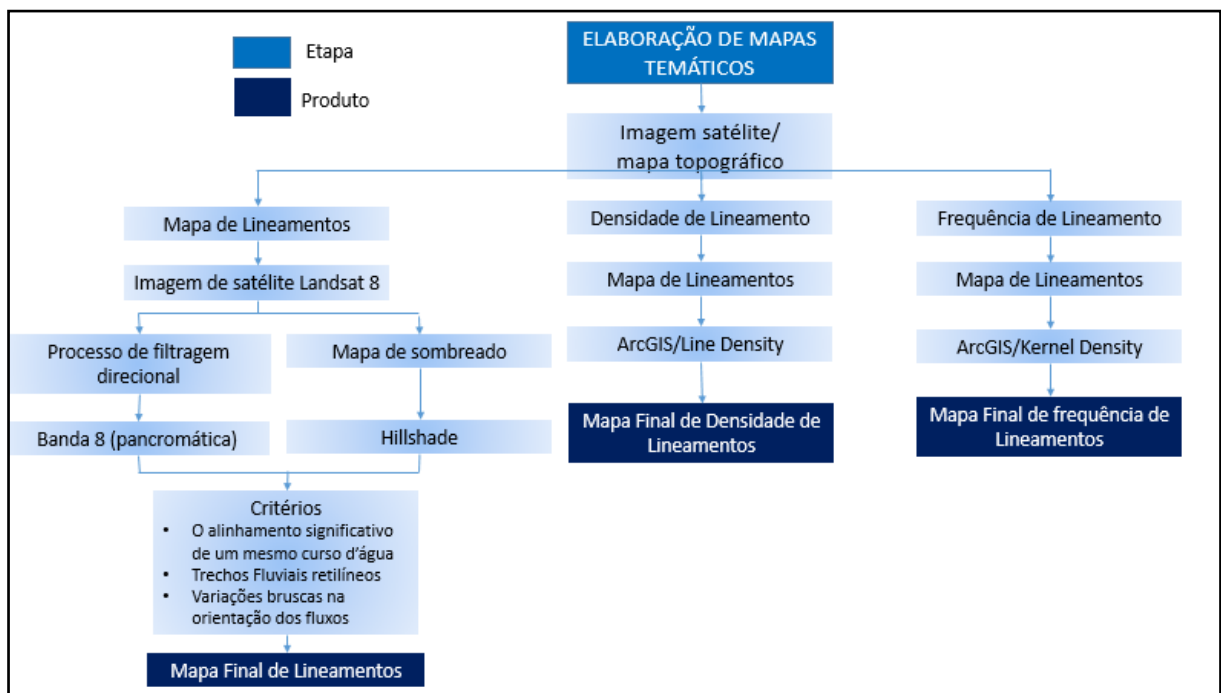 Etapa
Produto
ELABORAÇÃO DE MAPAS
TEMÁTICOS
Imagem satélite/
mapa topográfico
Mapa de Lineamentos
Imagem de satélite Landsat 8
Processo de filtragem
direcional
Banda 8 (pancromática)
Mapa de sombreado
Hillshade
Critérios
• O alinhamento significativo
de um mesmo curso d’água
• Trechos Fluviais retilíneos
• Variações bruscas na
orientação dos fluxos
Mapa Final de Lineamentos
Densidade de Lineamento
Mapa de Lineamentos
ArcGIS/Line Density
Mapa Final de Densidade de
Lineamentos
Frequência de Lineamento
Mapa de Lineamentos
ArcGIS/Kernel Density
Mapa Final de frequência de
Lineamentos